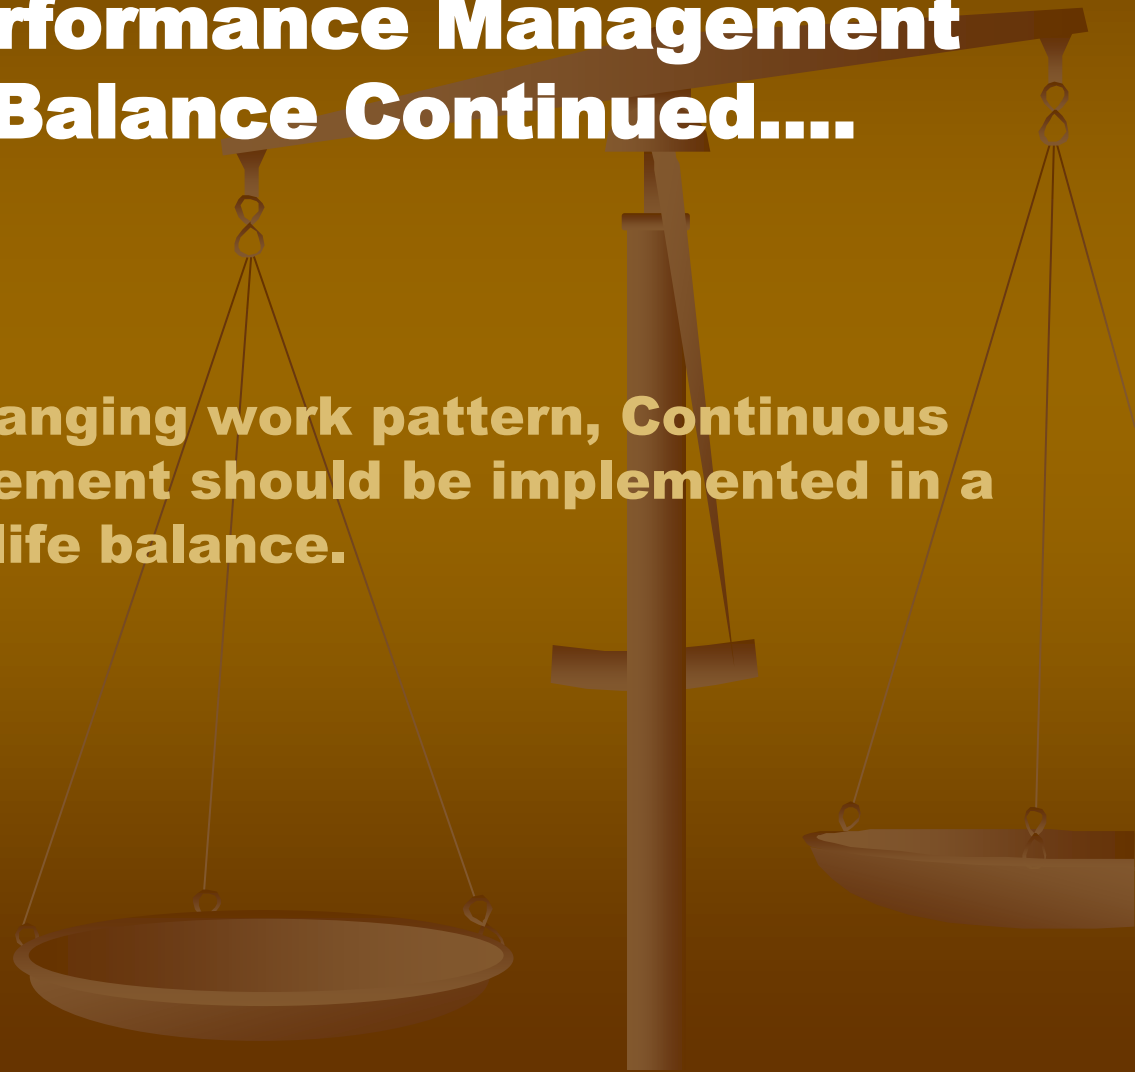 rformance Management
Balance Continued....
anging work pattern, Continuous
ement should be implemented in a
life balance.